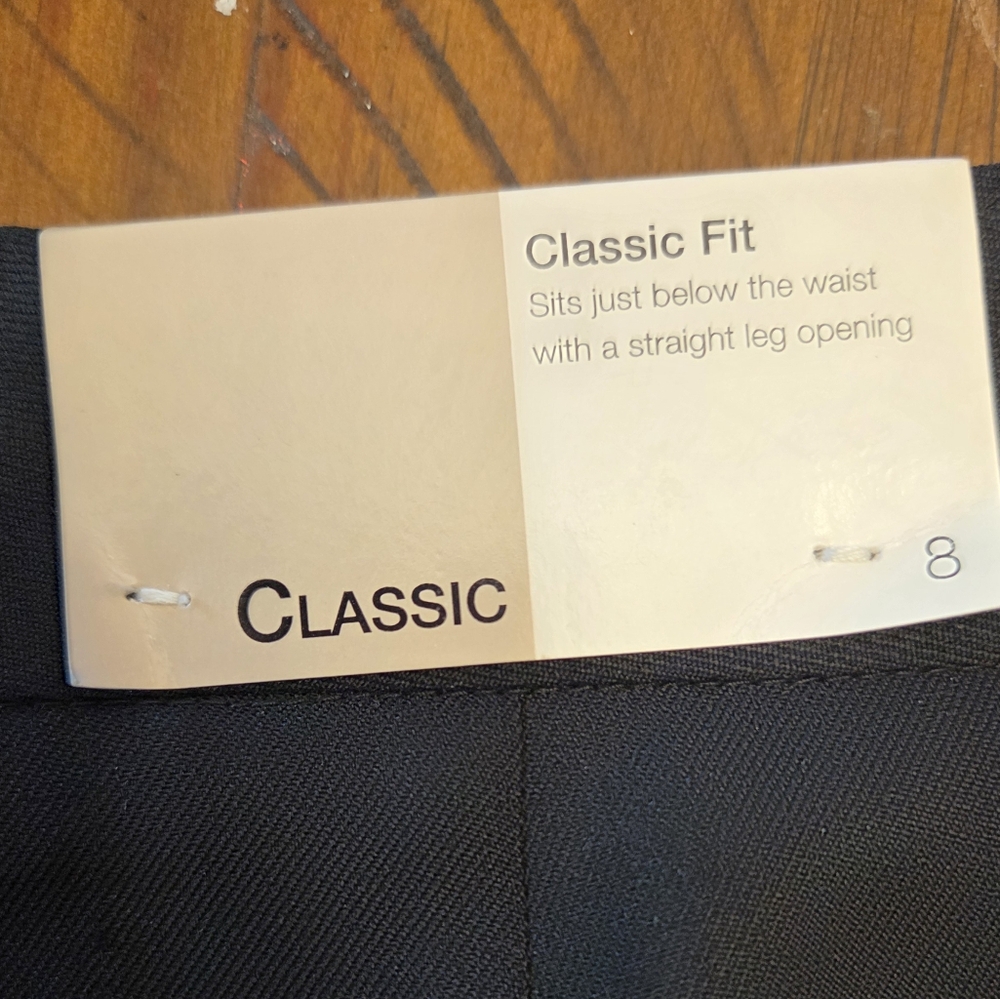 Classic Fit
Sits just below the waist
with a straight leg opening
8
CLASSIC